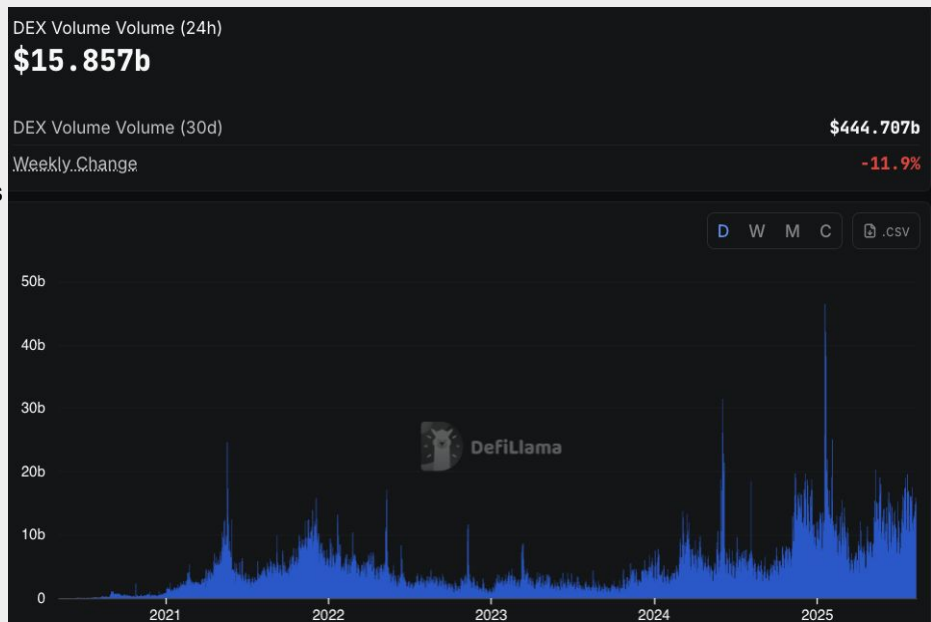 DEX Volume Volume (24h)
$15.857b
DEX Volume Volume (30d) $444.707b
Weekly Change -11.9%
D W M C .csv
50b
40b
30b
20b
10b
0
DefiLlama
2021 2022 2023 2024 2025